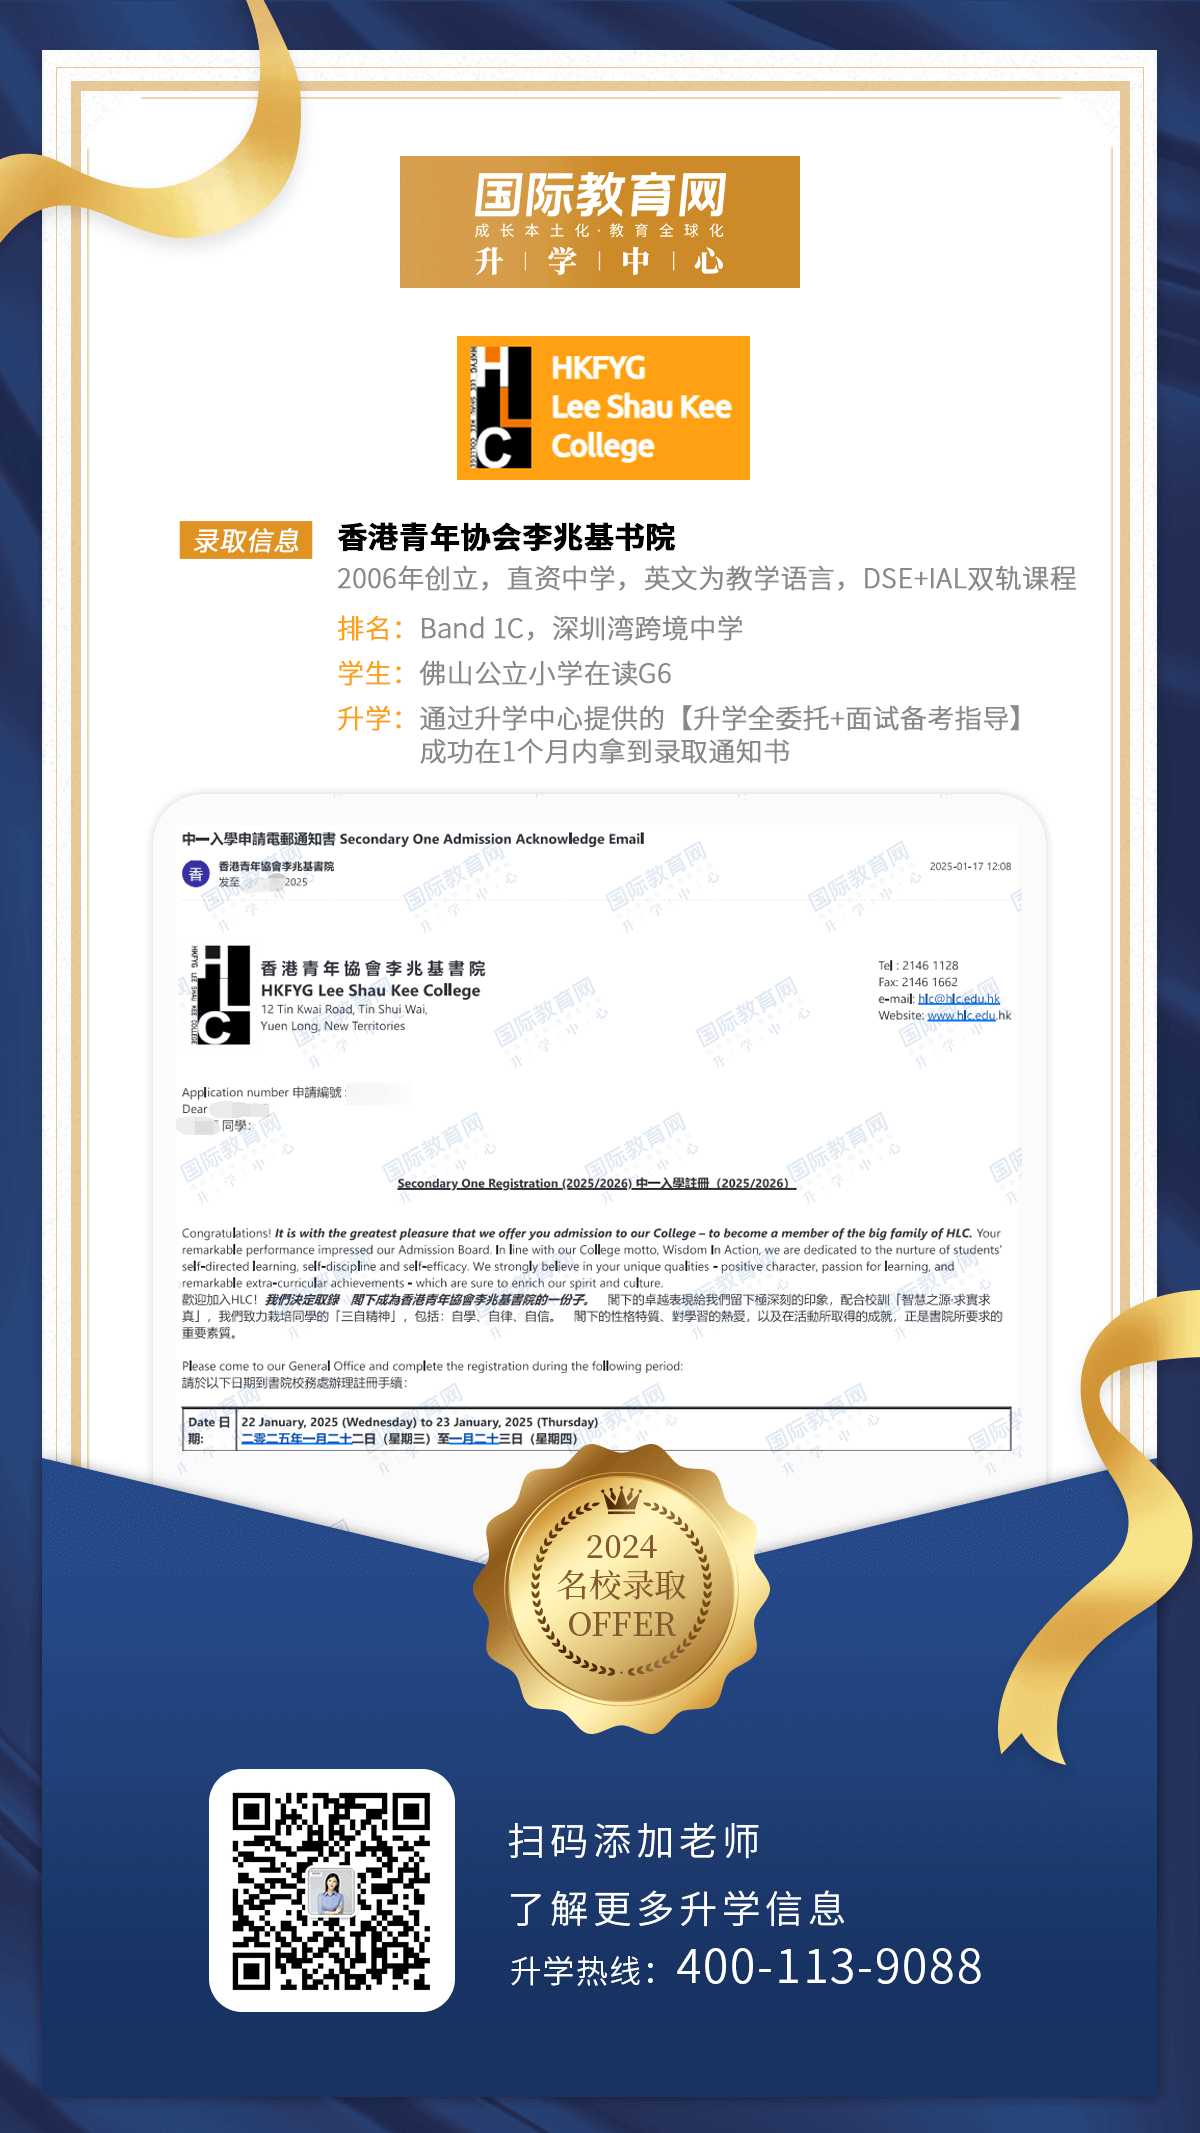 国际教育网
成长本土化·教育全球化
升|学|中|心
HKFYG LEE SHAU KEE COLLEGE
HLC
HKFYG
Lee Shau Kee
College
录取信息
香港青年协会李兆基书院
2006年创立，直资中学，英文为教学语言，DSE+IAL双轨课程
排名：Band 1C，深圳湾跨境中学
学生：佛山公立小学在读G6
升学：通过升学中心提供的【升学全委托+面试备考指导】
成功在1个月内拿到录取通知书
中一入學申請電郵通知書 Secondary One Admission Acknowledge Email
香
香港青年協會李兆基書院
发至 2025
2025-01-17 12:08
HKFYG LEE SHAU KEE COLLEGE
HLC
香港青年協會李兆基書院
HKFYG Lee Shau Kee College
12 Tin Kwai Road, Tin Shui Wai,
Yuen Long, New Territories
Tel : 2146 1128
Fax: 2146 1662
e-mail: hlc@hlc.edu.hk
Website: www.hlc.edu.hk
Application number 申請編號 :
Dear
同學：
Secondary One Registration (2025/2026) 中一入學註冊（2025/2026）
Congratulations! It is with the greatest pleasure that we offer you admission to our College – to become a member of the big family of HLC. Your
remarkable performance impressed our Admission Board. In line with our College motto, Wisdom In Action, we are dedicated to the nurture of students'
self-directed learning, self-discipline and self-efficacy. We strongly believe in your unique qualities – positive character, passion for learning, and
remarkable extra-curricular achievements – which are sure to enrich our spirit and culture.
歡迎加入HLC！我們決定取錄 閣下成為香港青年協會李兆基書院的一份子。 閣下的卓越表現給我們留下極深刻的印象，配合校訓「智慧之源·求實求
真」，我們致力栽培同學的「三自精神」，包括：自學、自律、自信。 閣下的性格特質、對學習的熱愛，以及在活動所取得的成就，正是書院所要求的
重要素質。
Please come to our General Office and complete the registration during the following period:
請於以下日期到書院校務處辦理註冊手續：
Date 日期: 22 January, 2025 (Wednesday) to 23 January, 2025 (Thursday)
二零二五年一月二十二日（星期三）至一月二十三日（星期四）
2024
名校录取
OFFER
扫码添加老师
了解更多升学信息
升学热线：400-113-9088